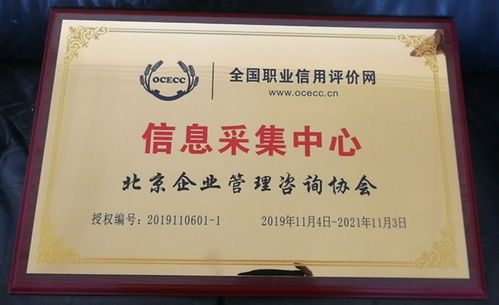 OCECC
全国职业信用评价网
www.ocecc.cn
信息采集中心
北京企业管理咨询协会
授权编号:2019110601-1 2019年11月4日-2021年11月3日